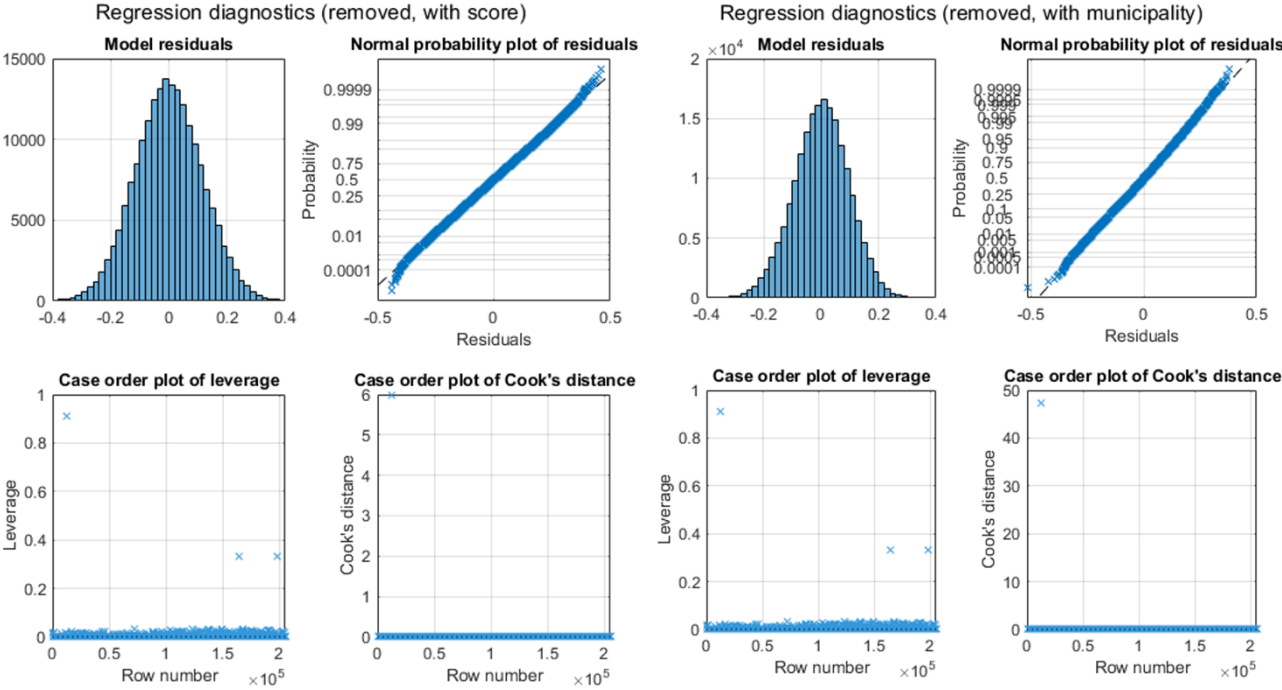 Regression diagnostics (removed, with score)
Model residuals
15000
10000
5000
0
-0.4 -0.2 0 0.2 0.4
Normal probability plot of residuals
Probability
0.9999
0.99
0.75
0.5
0.25
0.01
0.0001
-0.5 0 0.5
Residuals
Case order plot of leverage
Leverage
1
0.8
0.6
0.4
0.2
0
0 0.5 1 1.5 2
Row number ×10⁵
Case order plot of Cook's distance
Cook's distance
6
5
4
3
2
1
0
0 0.5 1 1.5 2
Row number ×10⁵
Regression diagnostics (removed, with municipality)
×10⁴ Model residuals
2
1.5
1
0.5
0
-0.4 -0.2 0 0.2 0.4
Normal probability plot of residuals
Probability
0.9999
0.9995
0.999
0.995
0.99
0.95
0.9
0.75
0.5
0.25
0.1
0.05
0.01
0.005
0.001
0.0005
0.0001
-0.5 0 0.5
Residuals
Case order plot of leverage
Leverage
1
0.8
0.6
0.4
0.2
0
0 0.5 1 1.5 2
Row number ×10⁵
Case order plot of Cook's distance
Cook's distance
50
40
30
20
10
0
0 0.5 1 1.5 2
Row number ×10⁵